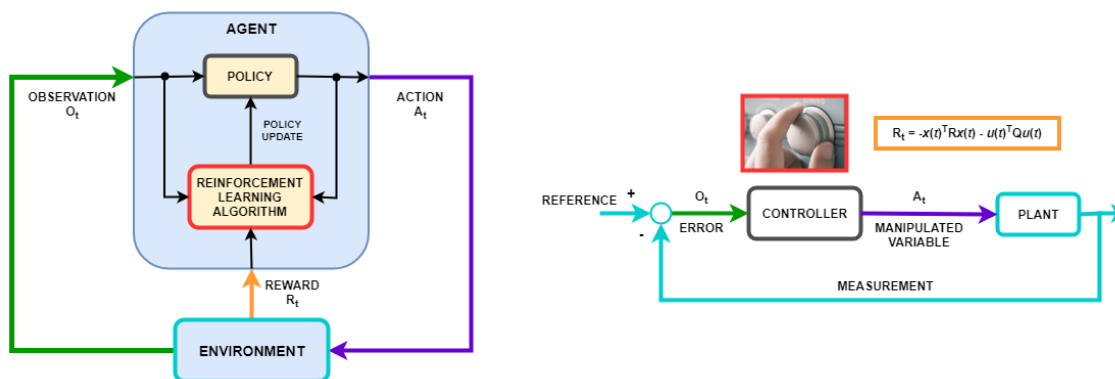 AGENT
POLICY
OBSERVATION
Oₜ
ACTION
Aₜ
POLICY
UPDATE
REINFORCEMENT
LEARNING
ALGORITHM
REWARD
Rₜ
ENVIRONMENT
Rₜ = -x(t)ᵀRx(t) - u(t)ᵀQu(t)
REFERENCE
+
-
Oₜ
ERROR
CONTROLLER
Aₜ
MANIPULATED
VARIABLE
PLANT
MEASUREMENT